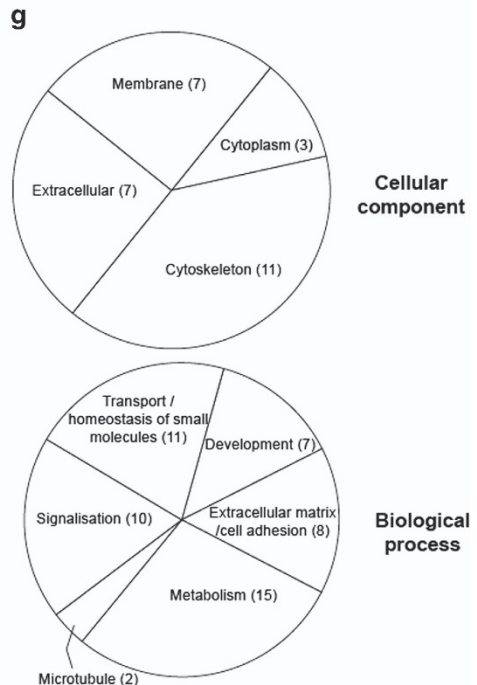 g
Membrane (7)
Cytoplasm (3)
Extracellular (7)
Cytoskeleton (11)
Cellular
component
Transport /
homeostasis of small
molecules (11)
Development (7)
Signalisation (10)
Extracellular matrix
/cell adhesion (8)
Metabolism (15)
Microtubule (2)
Biological
process